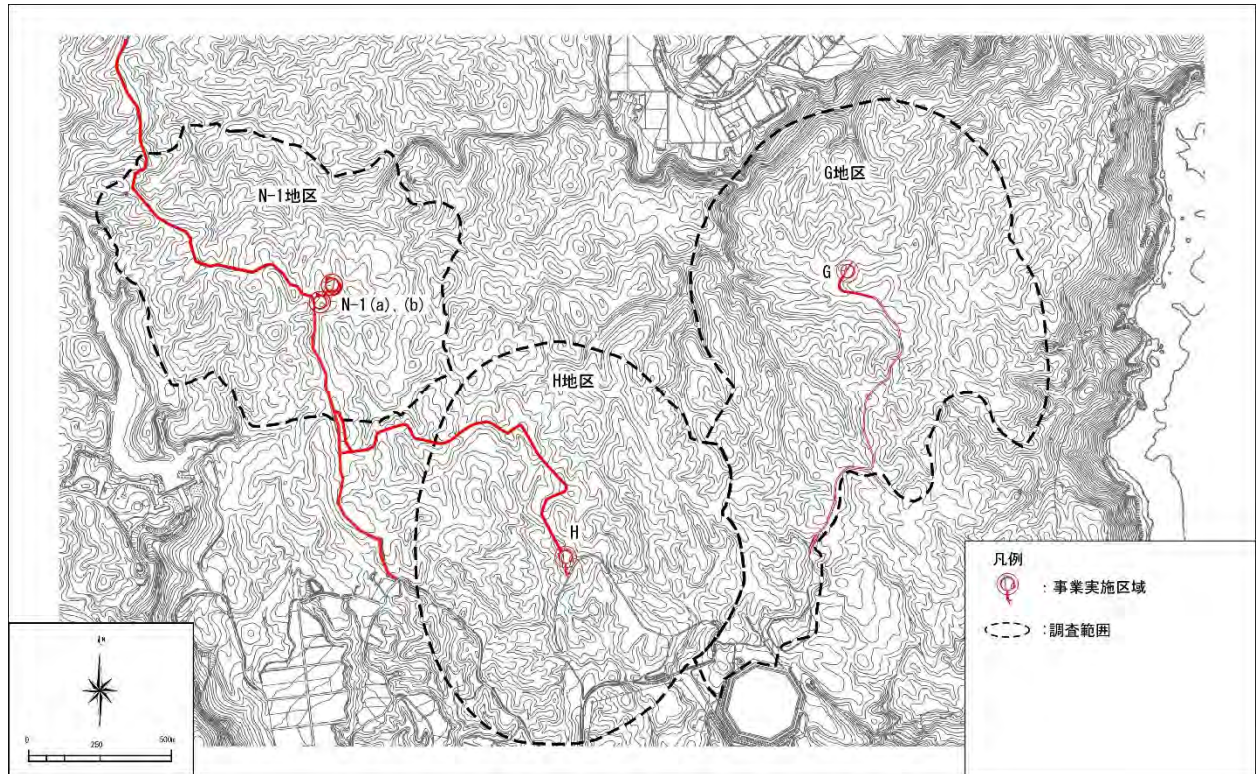 N-1地区
G地区
G
N-1(a)、(b)
H地区
H
凡例
：事業実施区域
：調査範囲
N
0 250 500m